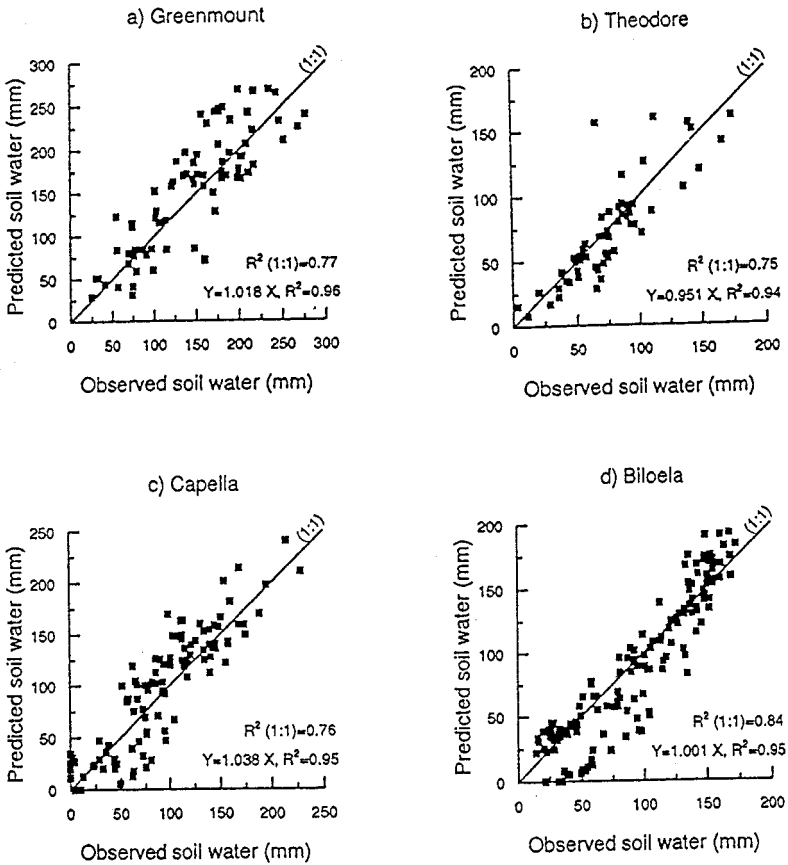 a) Greenmount
b) Theodore
Predicted soil water (mm)
300
250
200
150
100
50
0
(1:1)
R² (1:1)=0.77
Y=1.018 X, R²=0.96
0 50 100 150 200 250 300
Observed soil water (mm)
Predicted soil water (mm)
200
150
100
50
0
(1:1)
R² (1:1)=0.75
Y=0.951 X, R²=0.94
0 50 100 150 200
Observed soil water (mm)
c) Capella
d) Biloela
Predicted soil water (mm)
250
200
150
100
50
0
(1:1)
R² (1:1)=0.76
Y=1.038 X, R²=0.95
0 50 100 150 200 250
Observed soil water (mm)
Predicted soil water (mm)
200
150
100
50
0
(1:1)
R² (1:1)=0.84
Y=1.001 X, R²=0.95
0 50 100 150 200
Observed soil water (mm)